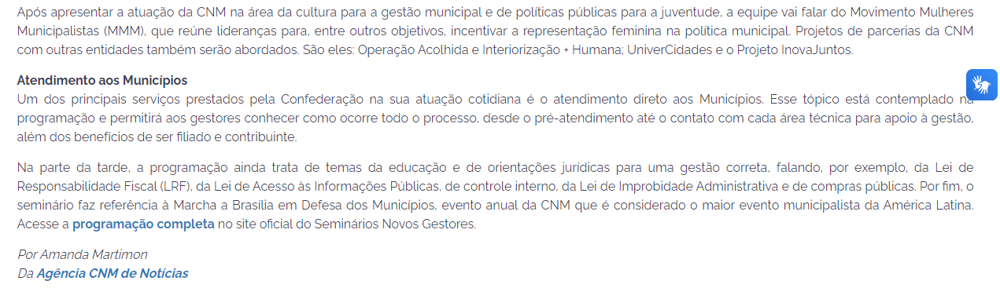 Após apresentar a atuação da CNM na área da cultura para a gestão municipal e de políticas públicas para a juventude, a equipe vai falar do Movimento Mulheres
Municipalistas (MMM), que reúne lideranças para, entre outros objetivos, incentivar a representação feminina na política municipal. Projetos de parcerias da CNM
com outras entidades também serão abordados. São eles: Operação Acolhida e Interiorização + Humana; UniverCidades e o Projeto InovaJuntos.
Atendimento aos Municípios
Um dos principais serviços prestados pela Confederação na sua atuação cotidiana é o atendimento direto aos Municípios. Esse tópico está contemplado na
programação e permitirá aos gestores conhecer como ocorre todo o processo, desde o pré-atendimento até o contato com cada área técnica para apoio à gestão,
além dos benefícios de ser filiado e contribuinte.
Na parte da tarde, a programação ainda trata de temas da educação e de orientações jurídicas para uma gestão correta, falando, por exemplo, da Lei de
Responsabilidade Fiscal (LRF), da Lei de Acesso às Informações Públicas, de controle interno, da Lei de Improbidade Administrativa e de compras públicas. Por fim, o
seminário faz referência à Marcha a Brasília em Defesa dos Municípios, evento anual da CNM que é considerado o maior evento municipalista da América Latina.
Acesse a programação completa no site oficial do Seminários Novos Gestores.
Por Amanda Martimon
Da Agência CNM de Notícias